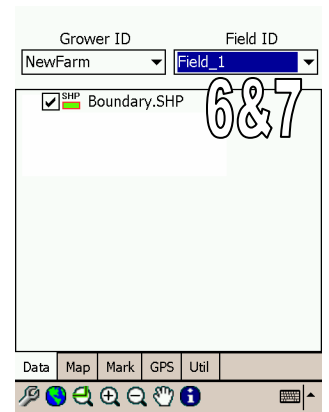 Grower ID Field ID
NewFarm Field_1
6&7
SHP Boundary.SHP
Data Map Mark GPS Util